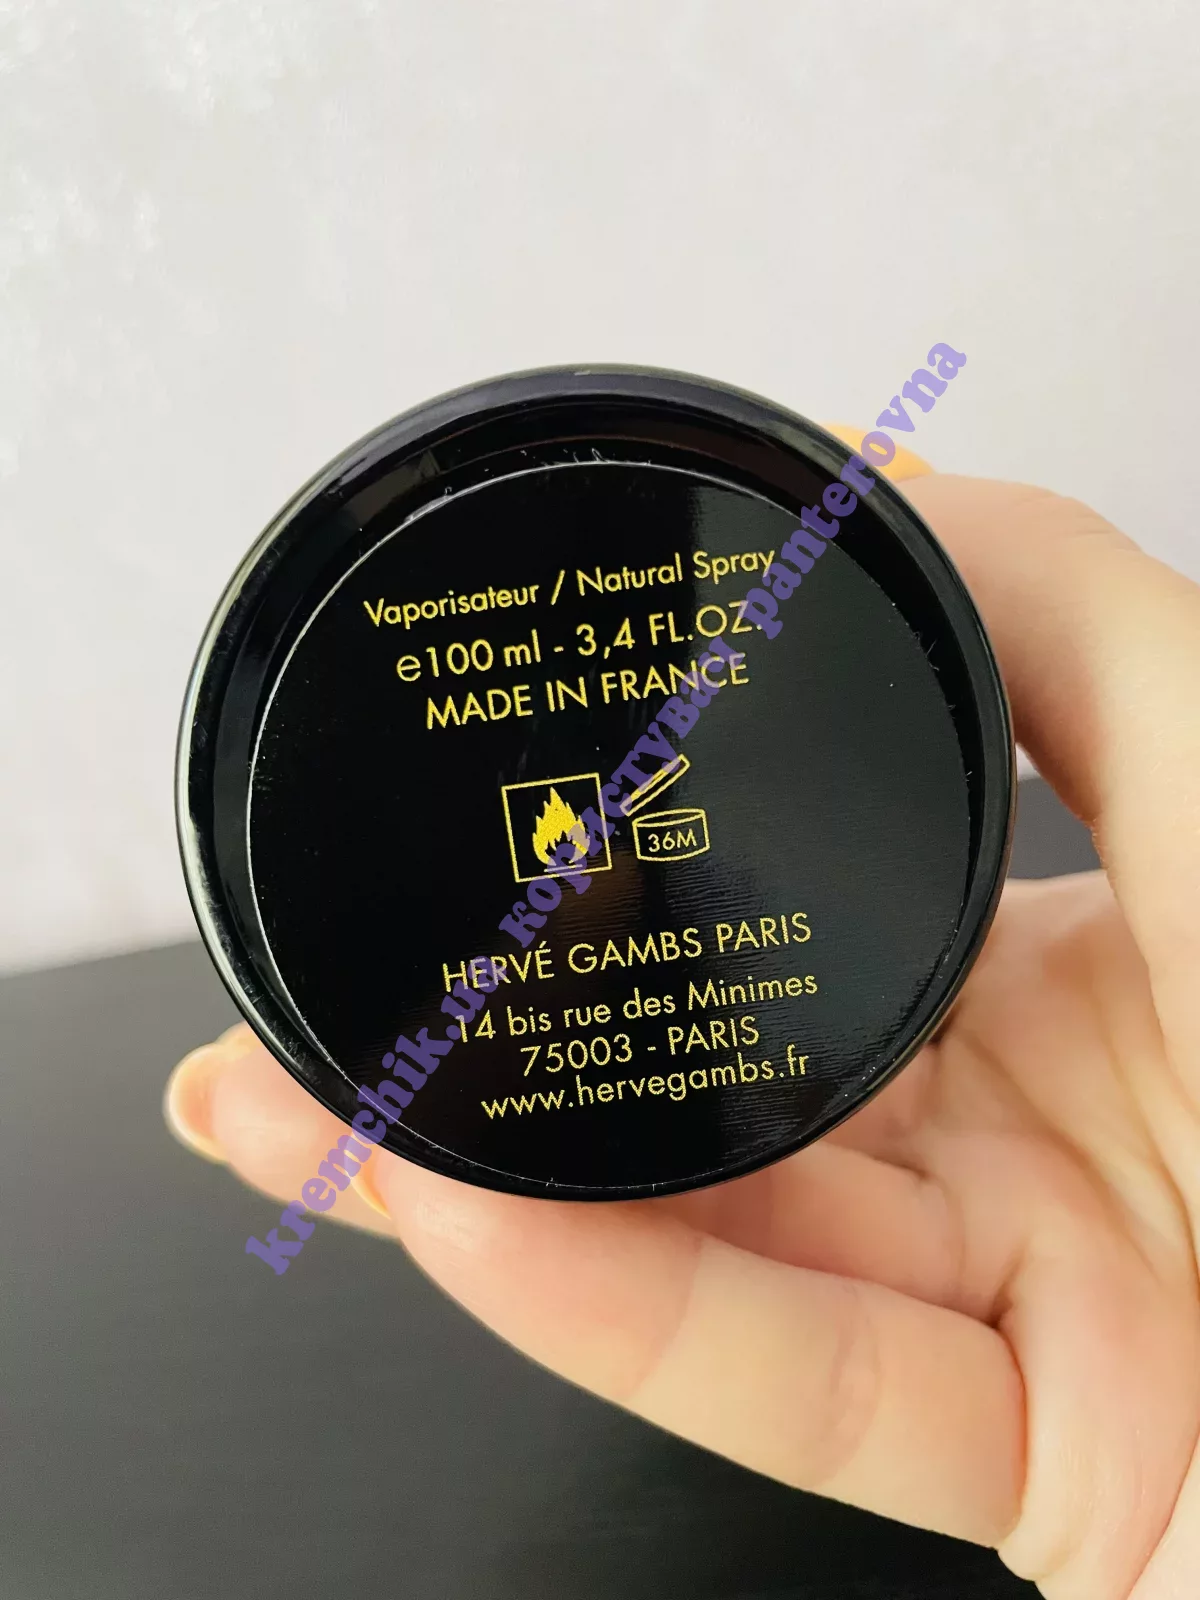 Vaporisateur / Natural Spray
e100 ml - 3,4 FL.OZ.
MADE IN FRANCE
36M
HERVÉ GAMBS PARIS
14 bis rue des Minimes
75003 - PARIS
www.hervegambs.fr
kremchik.ua користувач panterovna